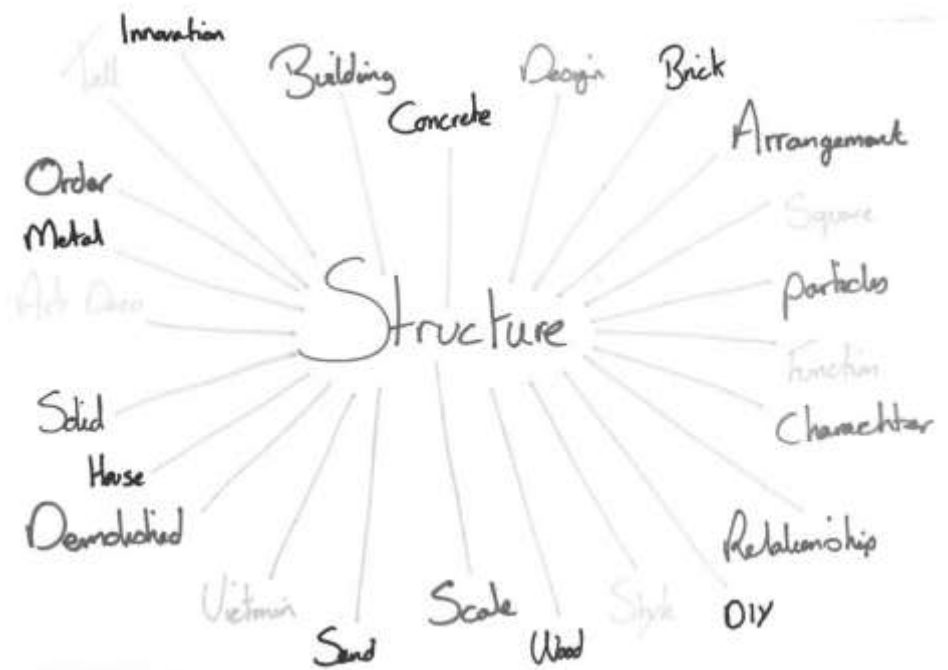 Innovation
Tall
Building
Design
Brick
Concrete
Arrangement
Order
Square
Metal
Particles
Art Deco
Structure
Function
Solid
Charachter
House
Demolished
Relationship
Scale
Style
DIY
Sand
Wood